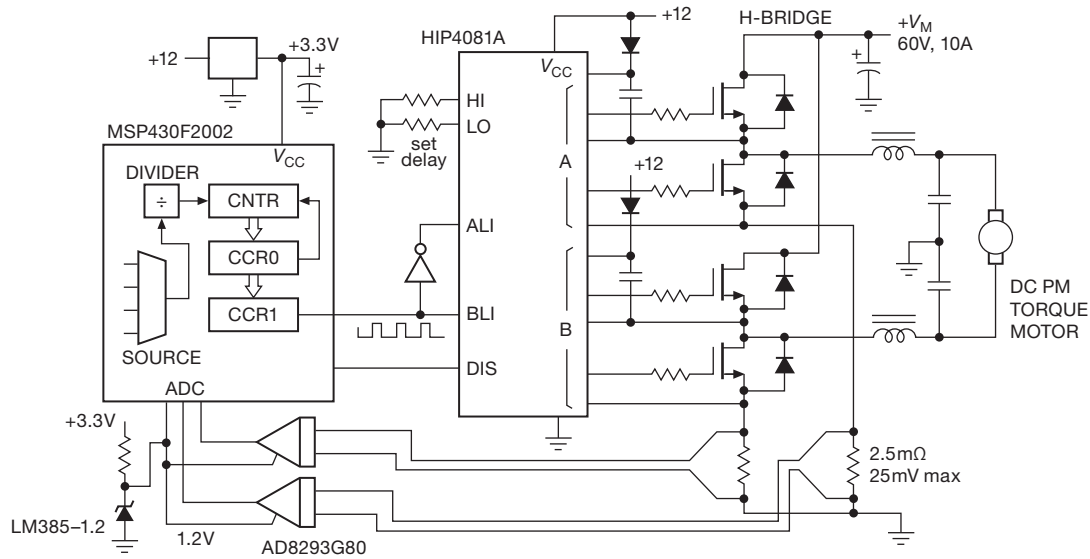 +12
H-BRIDGE
+VM
60V, 10A
HIP4081A
+3.3V
+12
+
+
VCC
HI
LO
set
delay
MSP430F2002
VCC
A
+12
DIVIDER
÷
CNTR
ALI
CCR0
CCR1
BLI
B
DC PM
TORQUE
MOTOR
SOURCE
DIS
ADC
+3.3V
2.5mΩ
25mV max
LM385–1.2
1.2V
AD8293G80